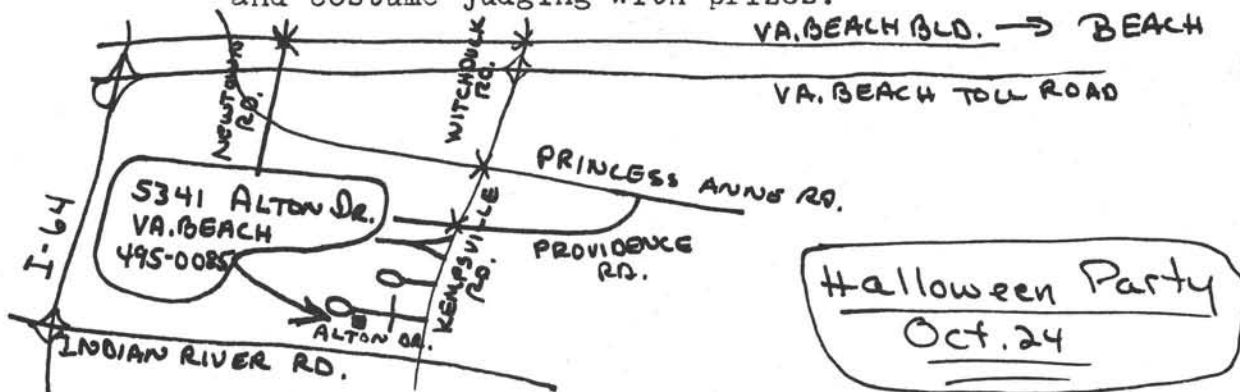 and costume judging with prizes.
VA. BEACH BLD. → BEACH
VA. BEACH TOLL ROAD
NEWTOWN
RD.
WITCHDUCK
RD.
PRINCESS ANNE RD.
5341 ALTON DR.
VA. BEACH
495-0085
I-64
PROVIDENCE
RD.
KEMPSVILLE
RD.
ALTON DR.
INDIAN RIVER RD.
Halloween Party
Oct. 24